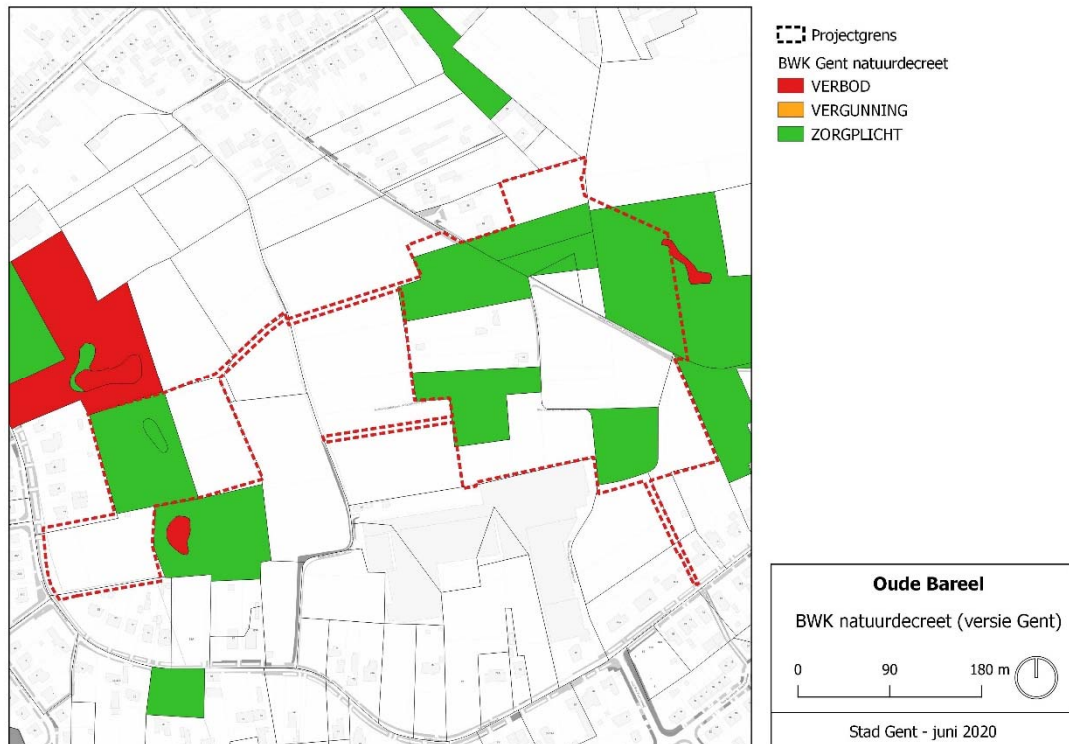 Projectgrens
BWK Gent natuurdecreet
VERBOD
VERGUNNING
ZORGPLICHT
Oude Bareel
BWK natuurdecreet (versie Gent)
0 90 180 m
Stad Gent - juni 2020